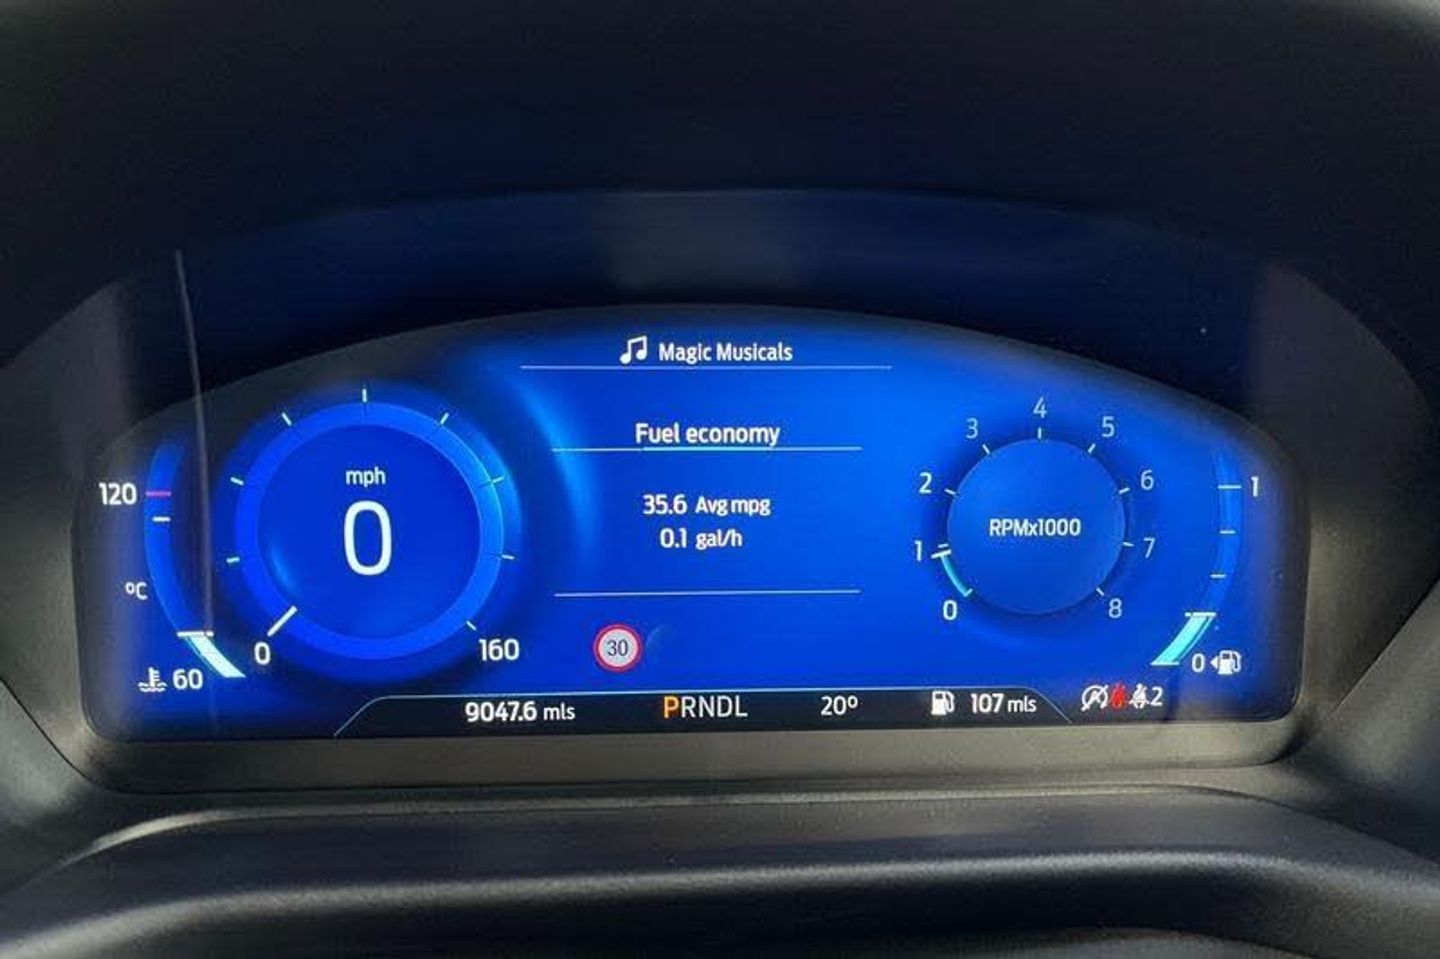 Magic Musicals
Fuel economy
35.6 Avg mpg
0.1 gal/h
30
120
°C
60
mph
0
0
160
0
1
2
3
4
5
6
7
8
RPMx1000
1
0
9047.6 mls
PRNDL
20°
107 mls
2